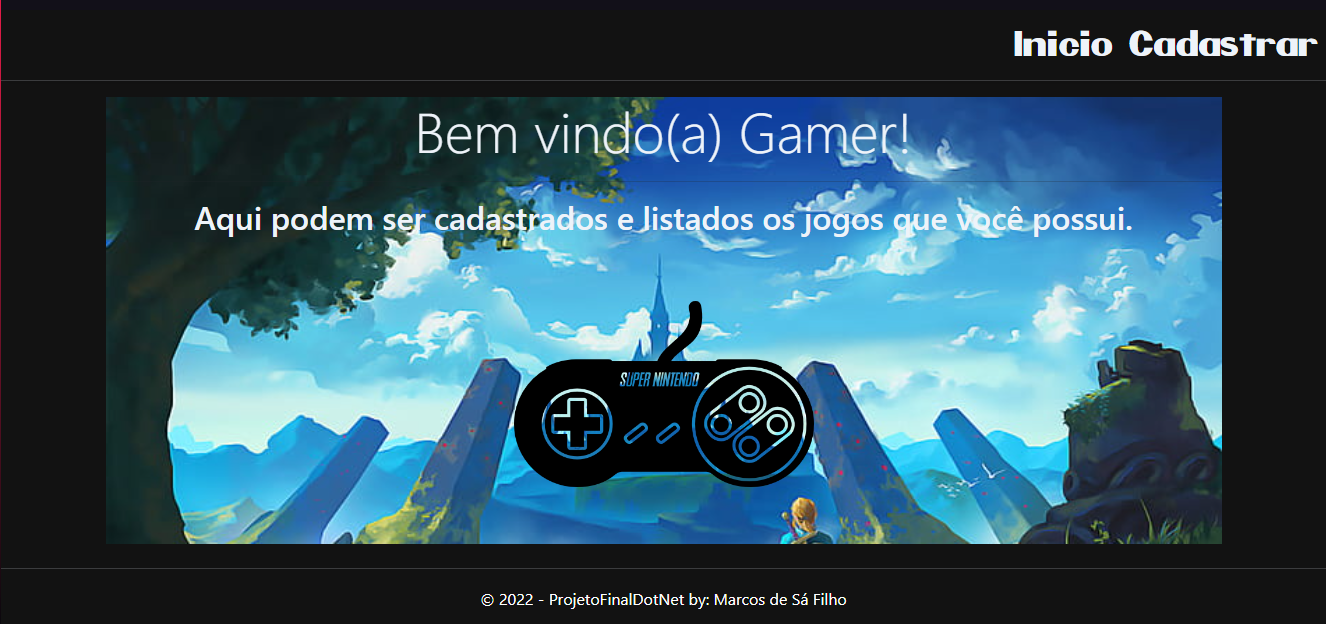 Inicio Cadastrar
Bem vindo(a) Gamer!
Aqui podem ser cadastrados e listados os jogos que você possui.
SUPER NINTENDO
© 2022 - ProjetoFinalDotNet by: Marcos de Sá Filho